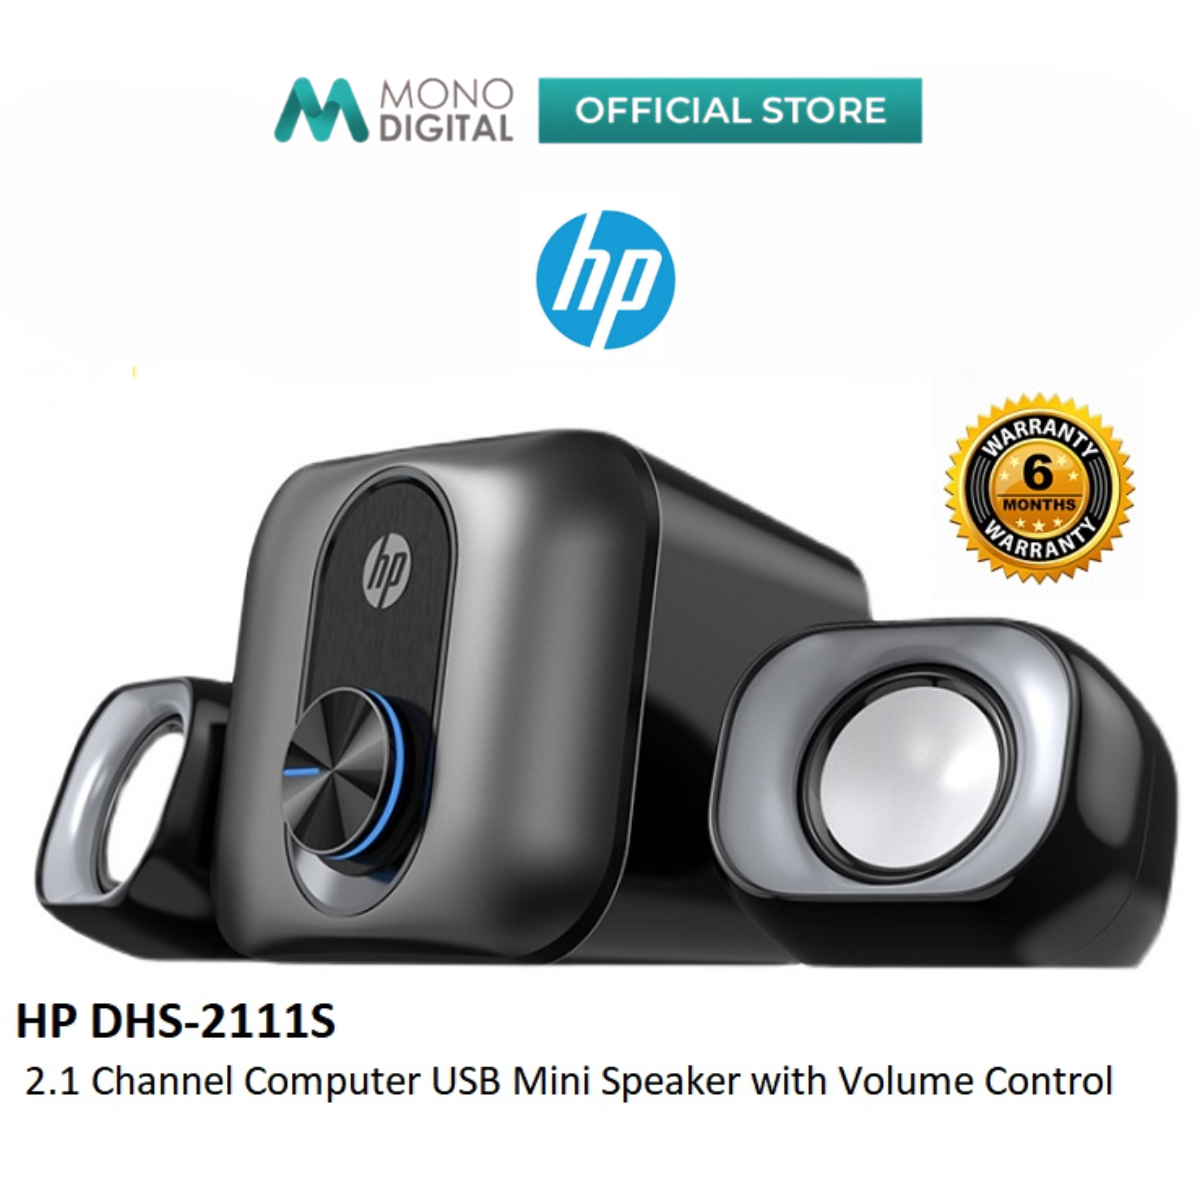 MONO
DIGITAL
OFFICIAL STORE
hp
WARRANTY
6
MONTHS
WARRANTY
hp
HP DHS-2111S
2.1 Channel Computer USB Mini Speaker with Volume Control